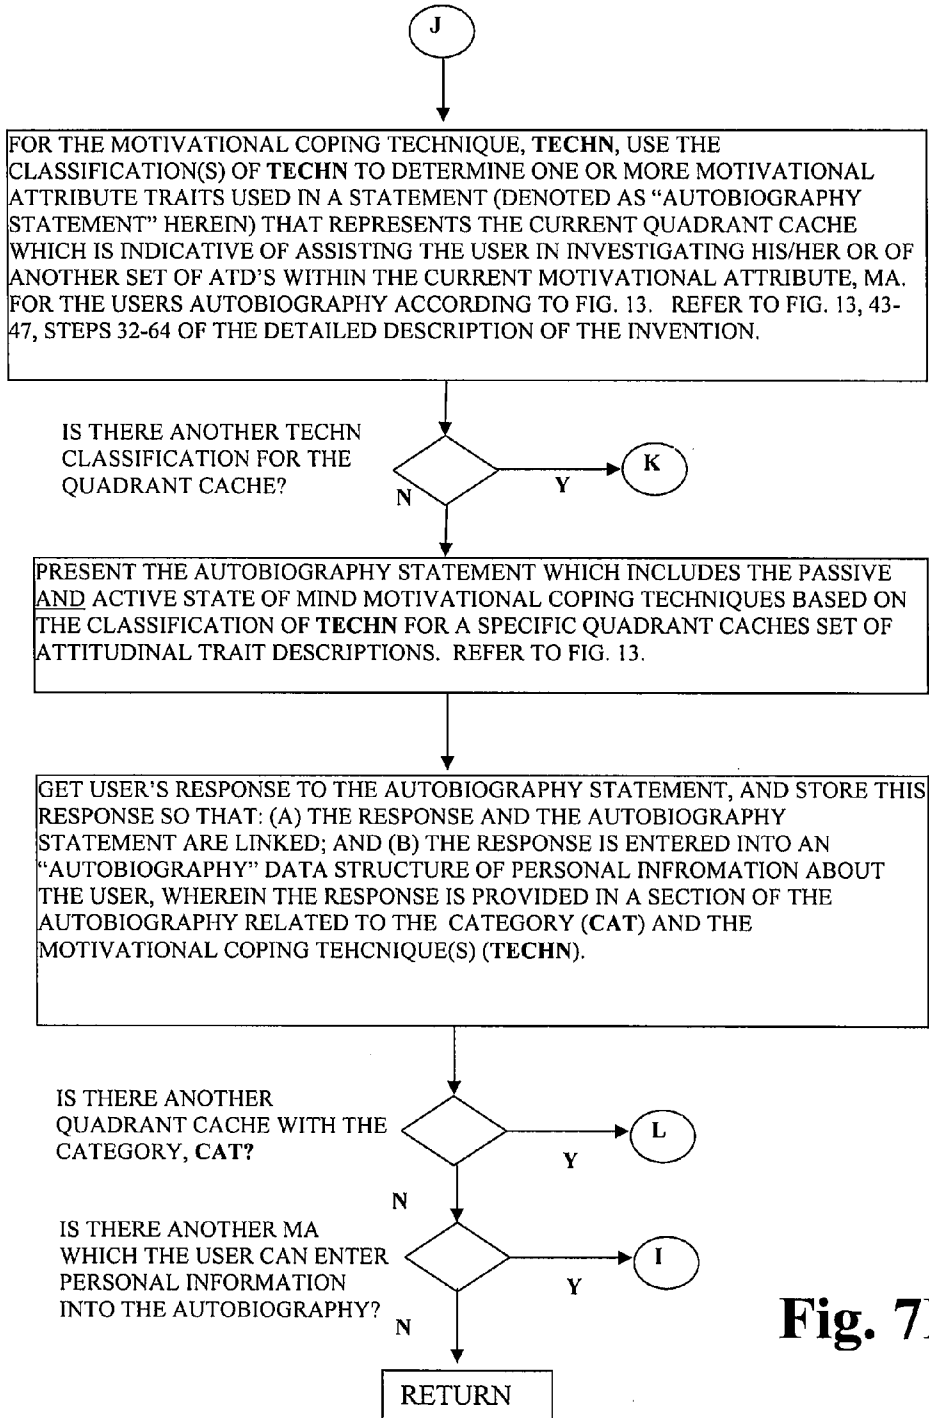 J
FOR THE MOTIVATIONAL COPING TECHNIQUE, TECHN, USE THE
CLASSIFICATION(S) OF TECHN TO DETERMINE ONE OR MORE MOTIVATIONAL
ATTRIBUTE TRAITS USED IN A STATEMENT (DENOTED AS “AUTOBIOGRAPHY
STATEMENT” HEREIN) THAT REPRESENTS THE CURRENT QUADRANT CACHE
WHICH IS INDICATIVE OF ASSISTING THE USER IN INVESTIGATING HIS/HER OR OF
ANOTHER SET OF ATD'S WITHIN THE CURRENT MOTIVATIONAL ATTRIBUTE, MA.
FOR THE USERS AUTOBIOGRAPHY ACCORDING TO FIG. 13. REFER TO FIG. 13, 43-
47, STEPS 32-64 OF THE DETAILED DESCRIPTION OF THE INVENTION.
IS THERE ANOTHER TECHN
CLASSIFICATION FOR THE
QUADRANT CACHE?
N
Y
K
PRESENT THE AUTOBIOGRAPHY STATEMENT WHICH INCLUDES THE PASSIVE
AND ACTIVE STATE OF MIND MOTIVATIONAL COPING TECHNIQUES BASED ON
THE CLASSIFICATION OF TECHN FOR A SPECIFIC QUADRANT CACHES SET OF
ATTITUDINAL TRAIT DESCRIPTIONS. REFER TO FIG. 13.
GET USER'S RESPONSE TO THE AUTOBIOGRAPHY STATEMENT, AND STORE THIS
RESPONSE SO THAT: (A) THE RESPONSE AND THE AUTOBIOGRAPHY
STATEMENT ARE LINKED; AND (B) THE RESPONSE IS ENTERED INTO AN
“AUTOBIOGRAPHY” DATA STRUCTURE OF PERSONAL INFROMATION ABOUT
THE USER, WHEREIN THE RESPONSE IS PROVIDED IN A SECTION OF THE
AUTOBIOGRAPHY RELATED TO THE CATEGORY (CAT) AND THE
MOTIVATIONAL COPING TEHCNIQUE(S) (TECHN).
IS THERE ANOTHER
QUADRANT CACHE WITH THE
CATEGORY, CAT?
Y
L
N
IS THERE ANOTHER MA
WHICH THE USER CAN ENTER
PERSONAL INFORMATION
INTO THE AUTOBIOGRAPHY?
Y
I
N
Fig.
RETURN